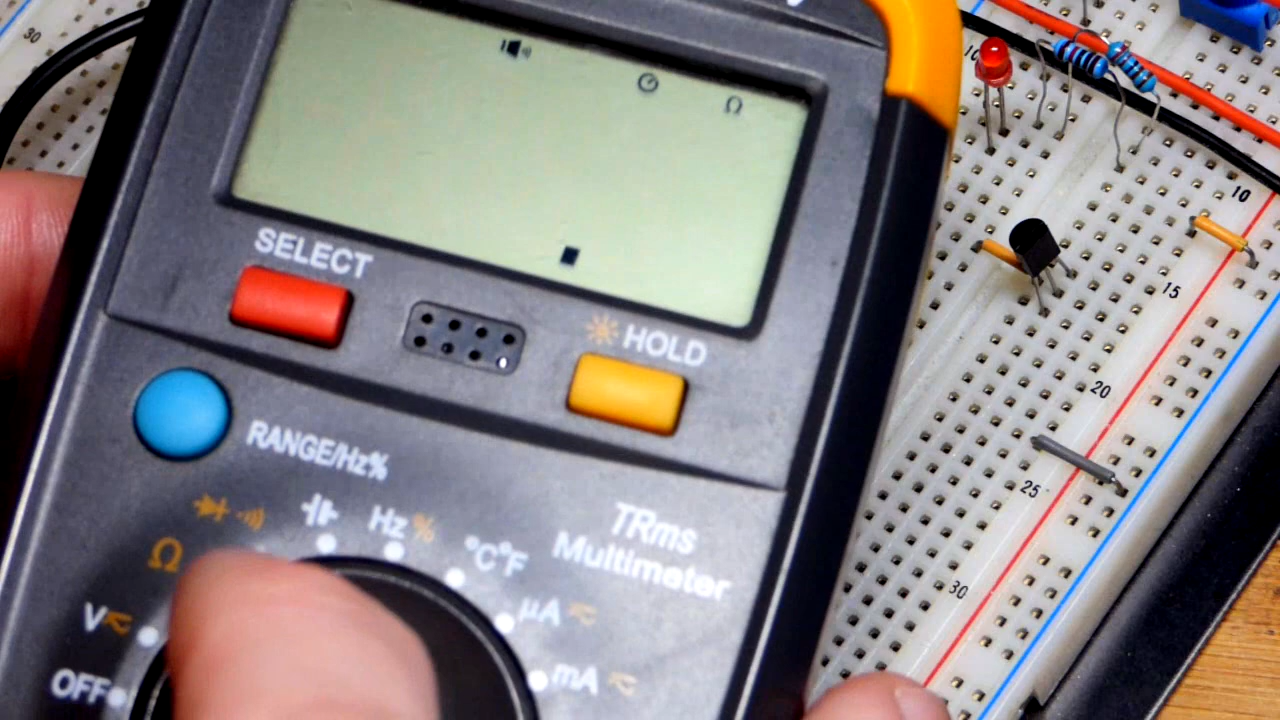 30
Ω
SELECT
HOLD
RANGE/Hz%
Hz %
°C°F
TRms
Multimeter
Ω
µA
V
mA
OFF
10
10
15
20
25
30